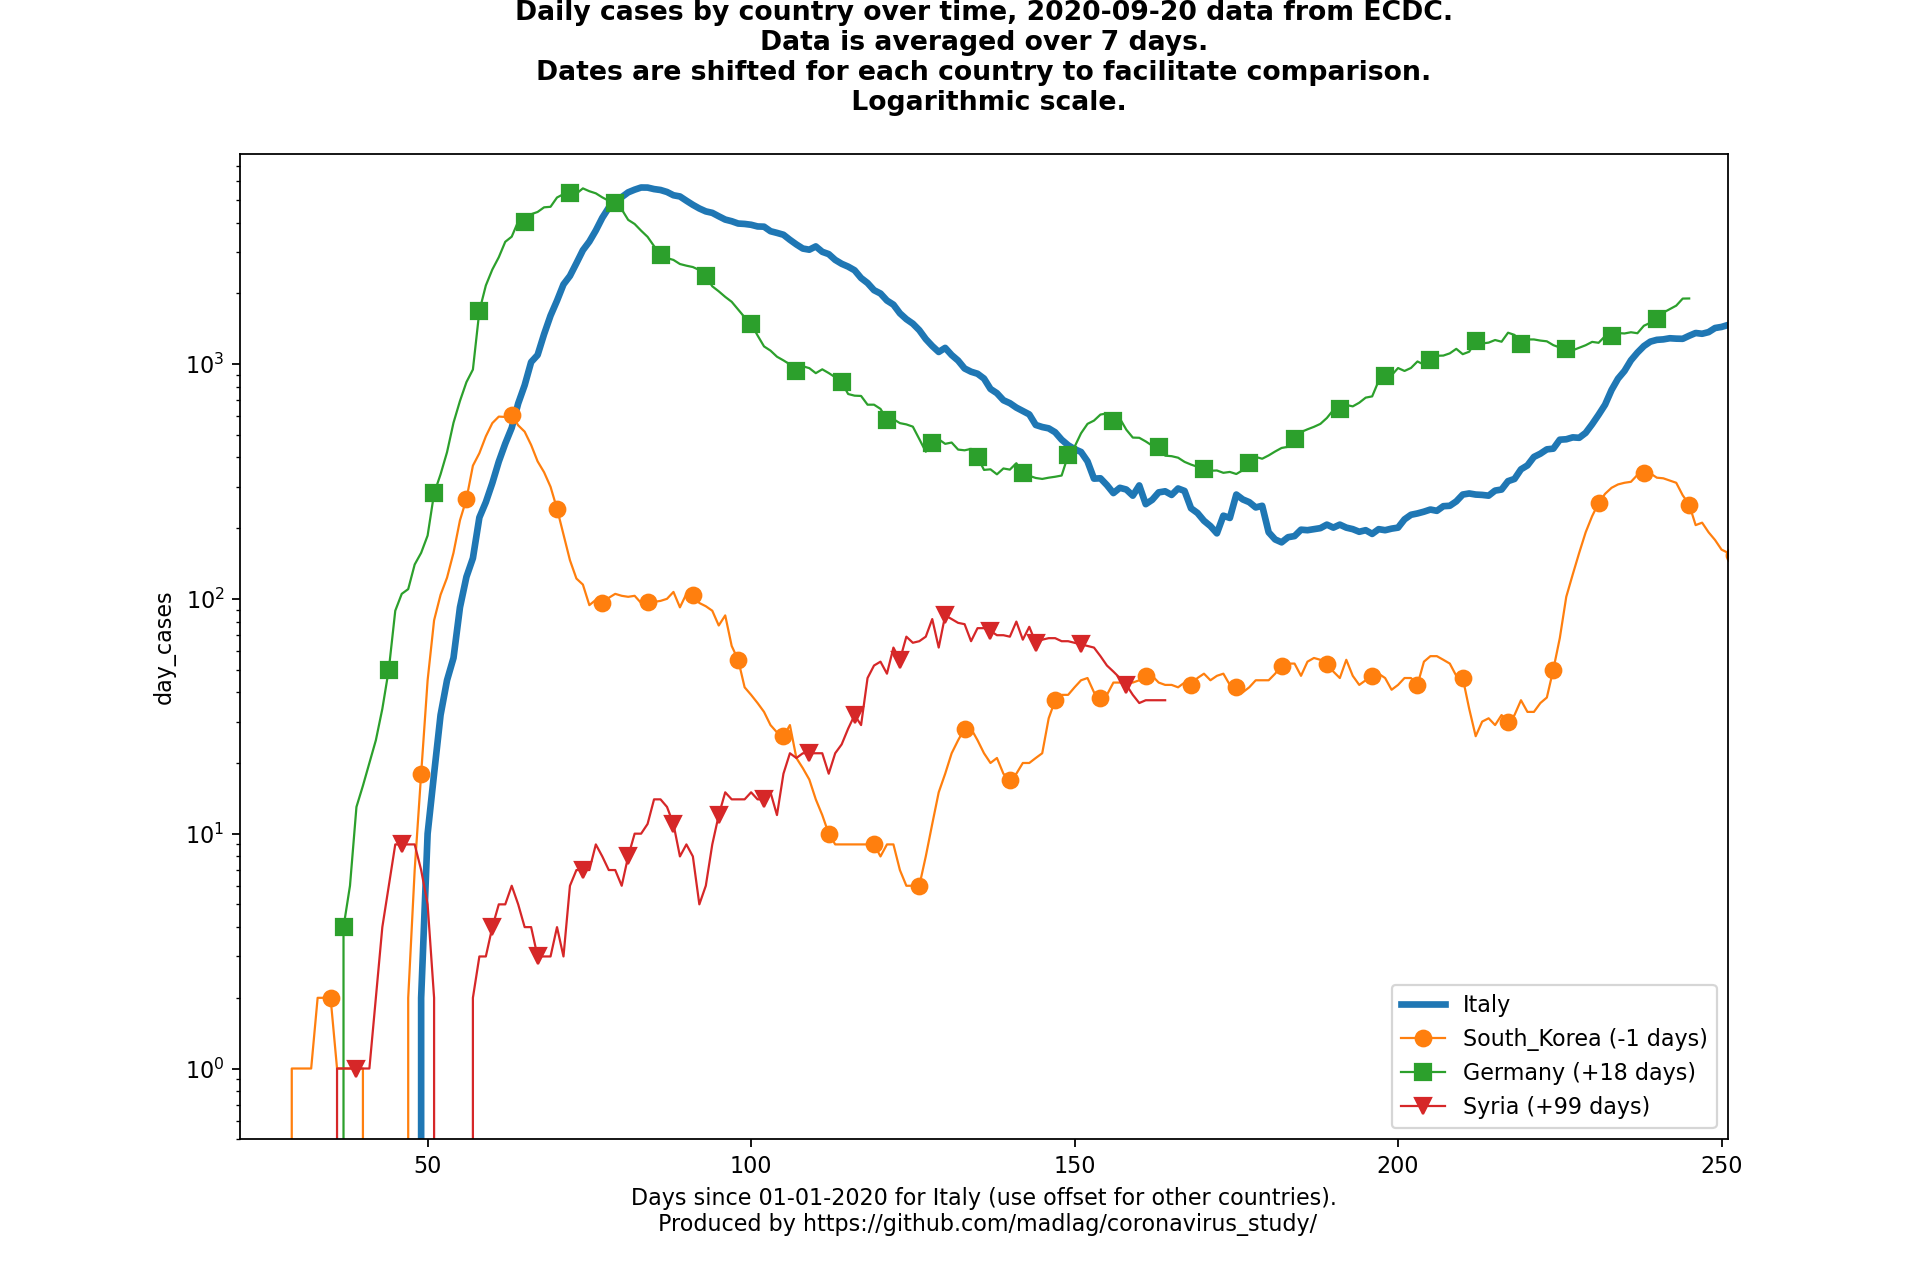 Daily cases by country over time, 2020-09-20 data from ECDC.
Data is averaged over 7 days.
Dates are shifted for each country to facilitate comparison.
Logarithmic scale.
10³
10²
10¹
10⁰
day_cases
50
100
150
200
250
Italy
South_Korea (-1 days)
Germany (+18 days)
Syria (+99 days)
Days since 01-01-2020 for Italy (use offset for other countries).
Produced by https://github.com/madlag/coronavirus_study/